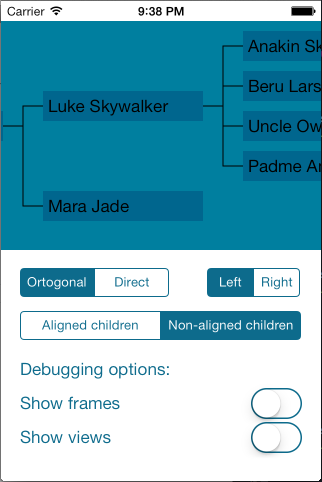 Carrier 9:38 PM
Anakin Sk
Beru Lars
Luke Skywalker
Uncle Ow
Padme A
Mara Jade
Ortogonal Direct Left Right
Aligned children Non-aligned children
Debugging options:
Show frames
Show views